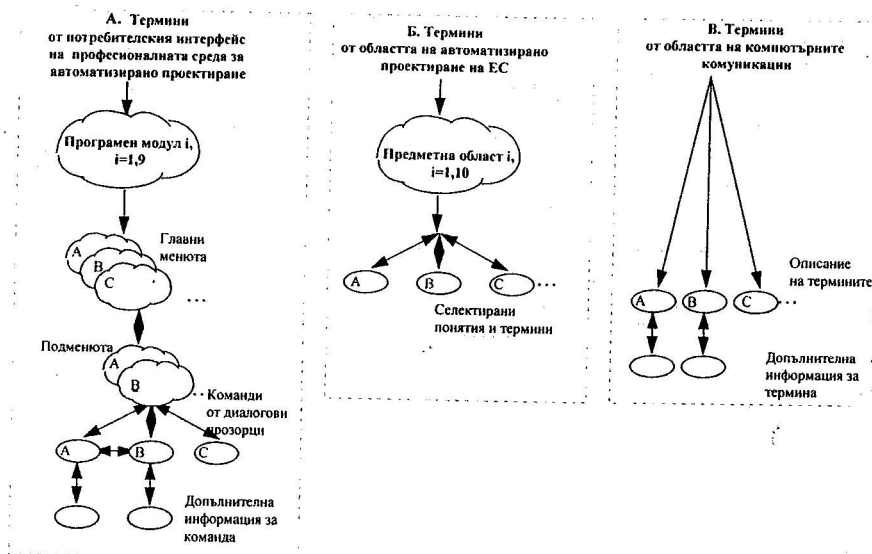 А. Термини
от потребителския интерфейс
на професионалната среда за
автоматизирано проектиране
Програмен модул i,
i=1,9
Главни
менюта
A
B
C
...
Подменюта
A
B
...
Команди
от диалогови
прозорци
A
B
C
Допълнителна
информация за
команда
Б. Термини
от областта на автоматизирано
проектиране на ЕС
Предметна област i,
i=1,10
A
B
C
...
Селектирани
понятия и термини
В. Термини
от областта на компютърните
комуникации
Описание
на термините
A
B
C
...
Допълнителна
информация за
термина